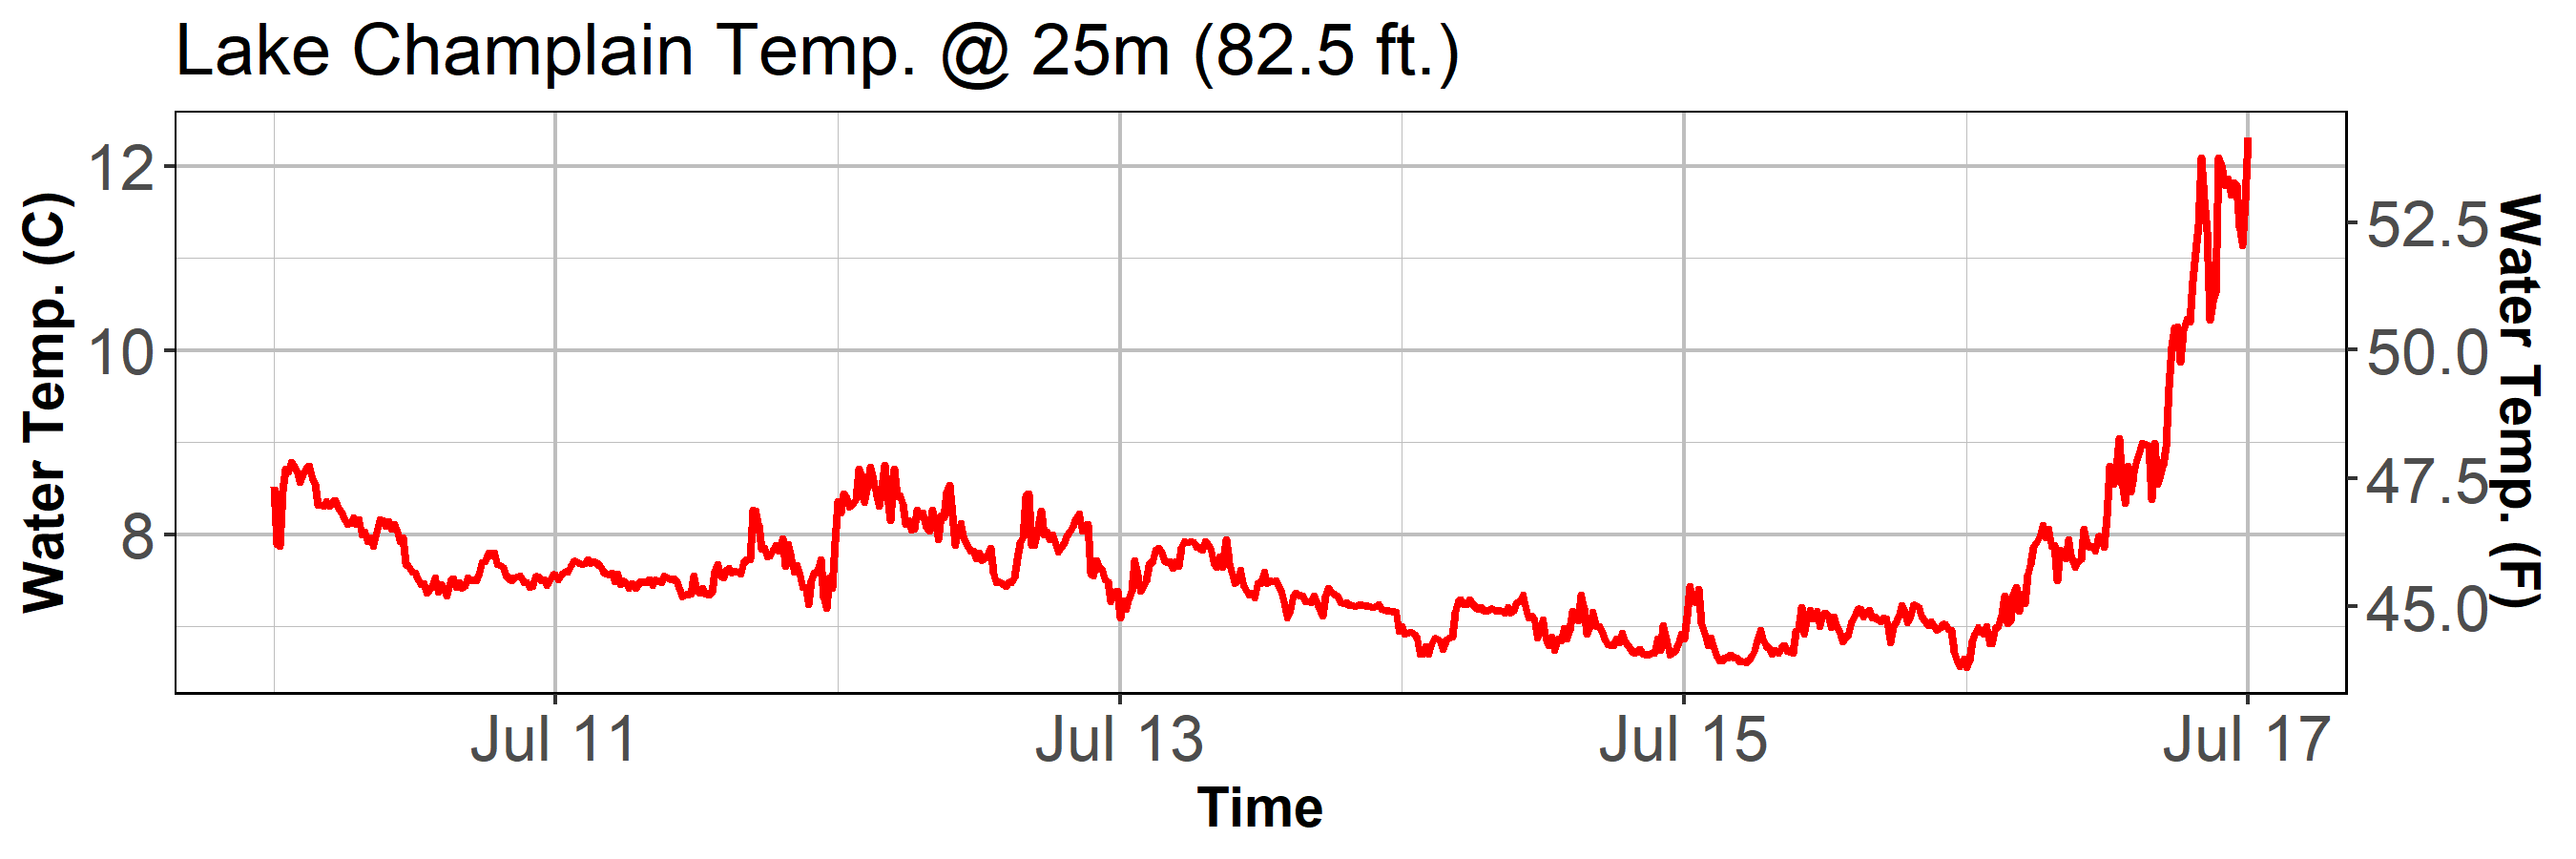 Lake Champlain Temp. @ 25m (82.5 ft.)
Water Temp. (C)
12
10
8
52.5
50.0
47.5
45.0
Water Temp. (F)
Jul 11
Jul 13
Jul 15
Jul 17
Time